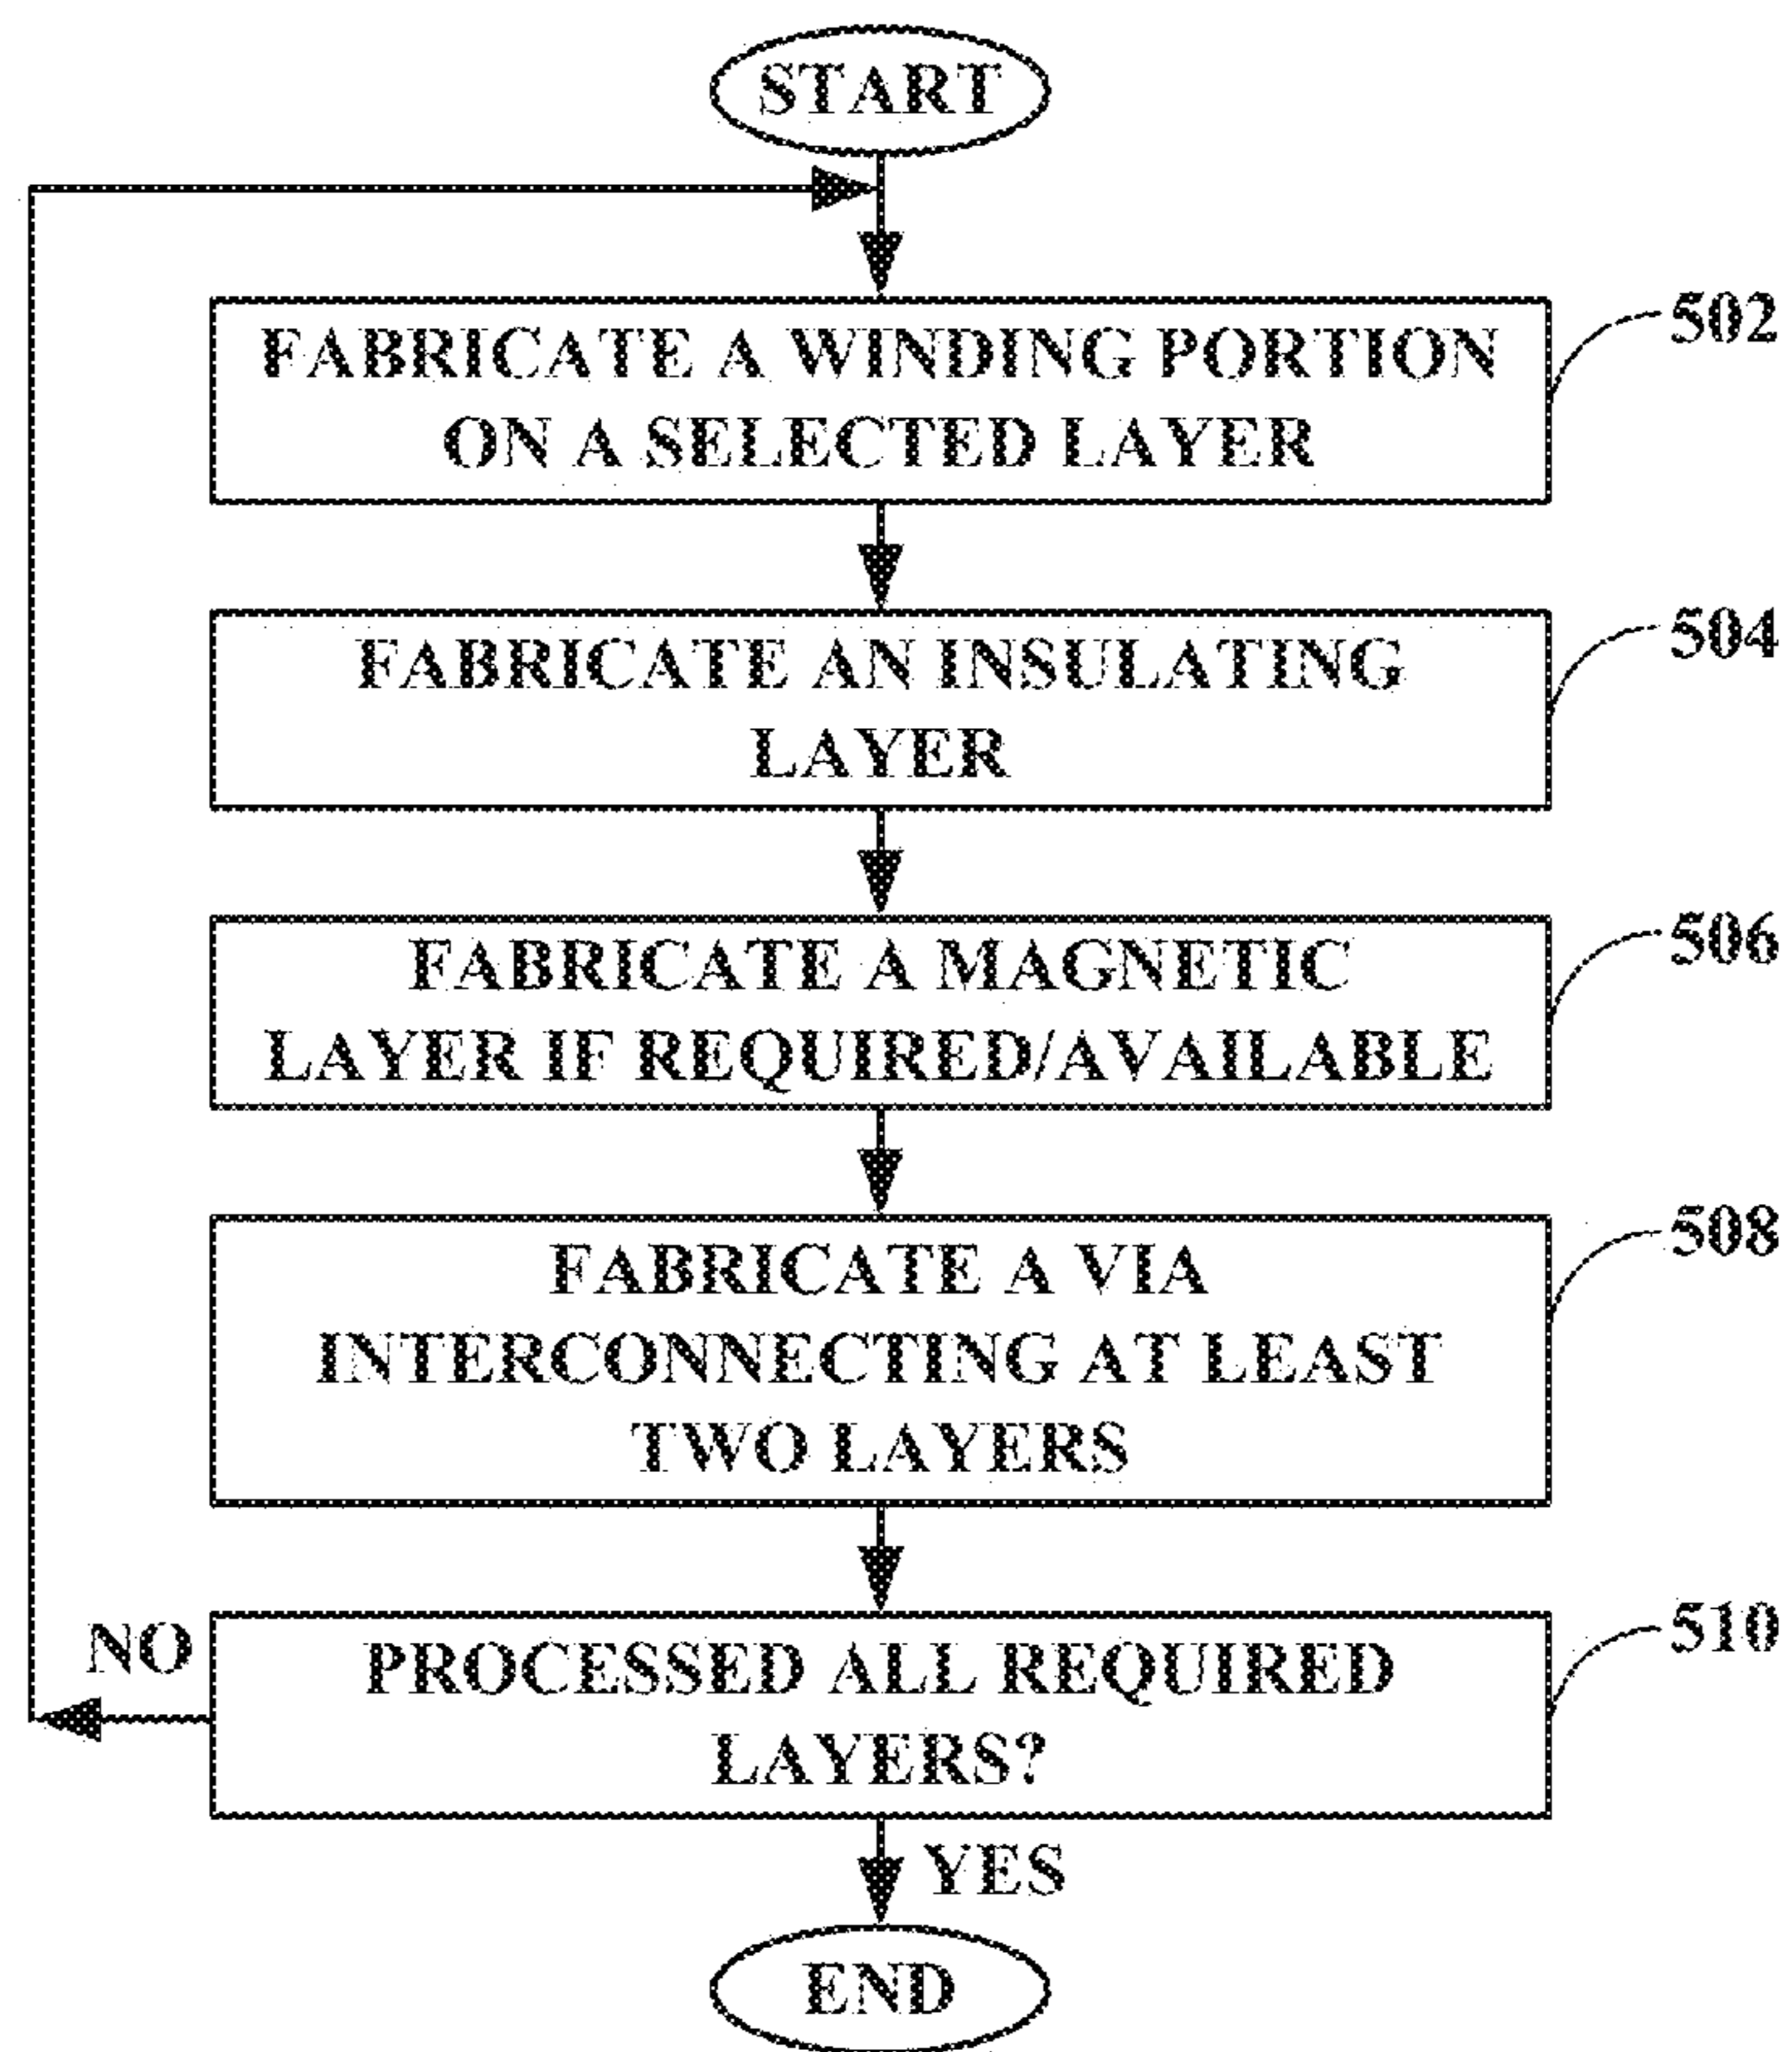 START
FABRICATE A WINDING PORTION
ON A SELECTED LAYER
502
FABRICATE AN INSULATING
LAYER
504
FABRICATE A MAGNETIC
LAYER IF REQUIRED/AVAILABLE
506
FABRICATE A VIA
INTERCONNECTING AT LEAST
TWO LAYERS
508
PROCESSED ALL REQUIRED
LAYERS?
510
NO
YES
END